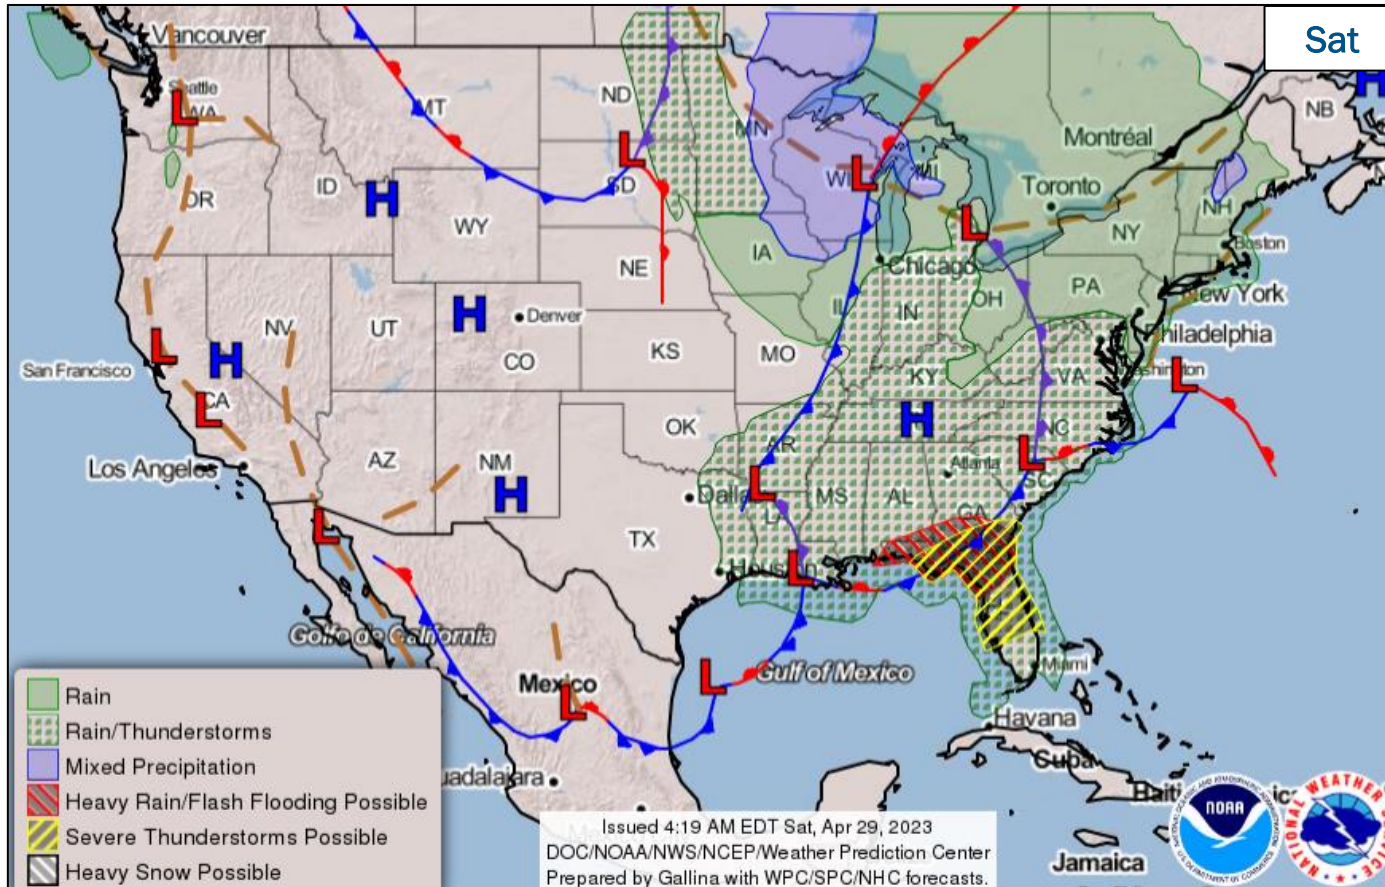 Sat
Vancouver
Seattle
WA
MT
ND
MN
NB
Montréal
OR
ID
SD
WI
MI
Toronto
NH
WY
NY
Boston
IA
NE
Chicago
PA
New York
OH
IL
IN
NV
UT
Denver
CO
KS
MO
Philadelphia
San Francisco
KY
VA
Washington
CA
OK
AR
NC
Los Angeles
AZ
NM
Atlanta
Dallas
MS
AL
SC
LA
GA
TX
Houston
Golfo de California
Gulf of Mexico
Miami
Mexico
Havana
Cuba
Guadalajara
Haiti
Jamaica
H
H
H
H
H
H
L
L
L
L
L
L
L
L
L
L
L
L
L
Rain
Rain/Thunderstorms
Mixed Precipitation
Heavy Rain/Flash Flooding Possible
Severe Thunderstorms Possible
Heavy Snow Possible
Issued 4:19 AM EDT Sat, Apr 29, 2023
DOC/NOAA/NWS/NCEP/Weather Prediction Center
Prepared by Gallina with WPC/SPC/NHC forecasts.
NOAA
NATIONAL WEATHER SERVICE